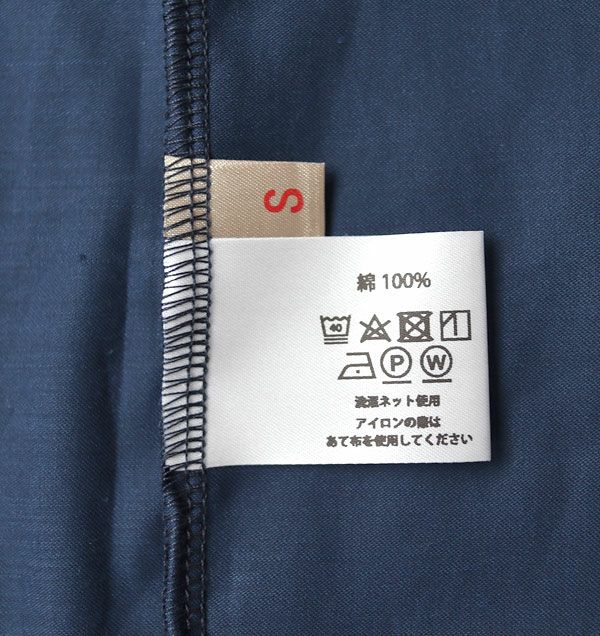 S
綿 100%
40
P W
洗濯ネット使用
アイロンの際は
あて布を使用してください